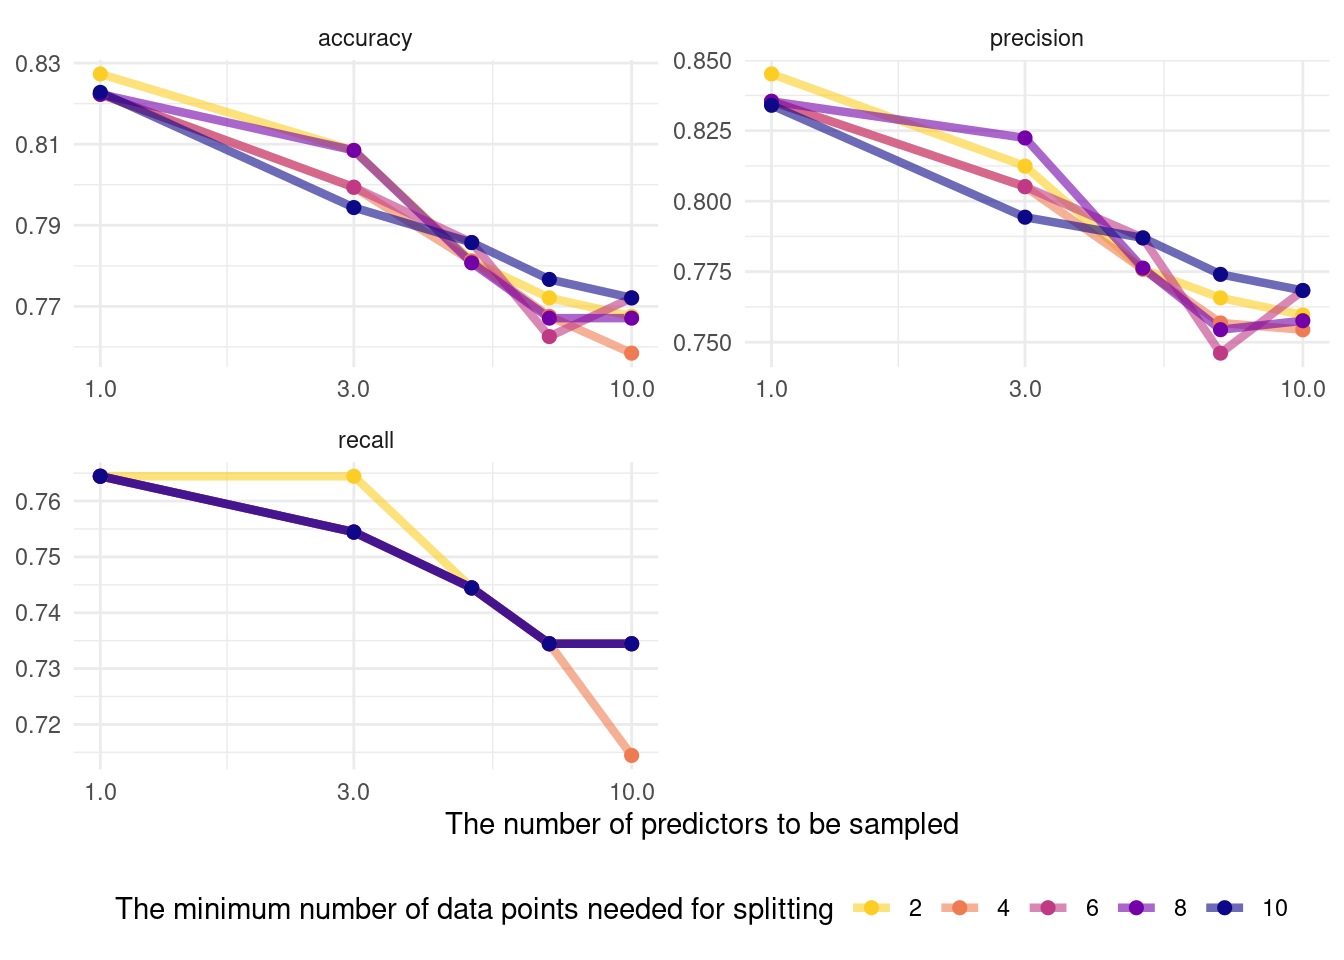 accuracy
precision
0.83
0.81
0.79
0.77
1.0 3.0 10.0
0.850
0.825
0.800
0.775
0.750
1.0 3.0 10.0
recall
0.76
0.75
0.74
0.73
0.72
1.0 3.0 10.0
The number of predictors to be sampled
The minimum number of data points needed for splitting 2 4 6 8 10